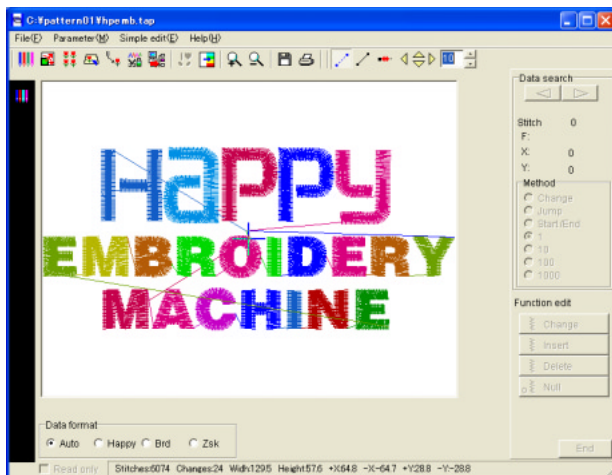 C:¥pattern01¥hpemb.tap
File(F) Parameter(M) Simple edit(E) Help(H)
10
Data search
Stitch 0
F:
X: 0
Y: 0
Method
Change
Jump
Start/End
1
10
100
1000
Function edit
Change
Insert
Delete
Null
End
Happy
EMBROIDERY
MACHINE
Data format
Auto Happy Brd Zsk
Read only Stitches:6074 Changes:24 Widh:129.5 Height:57.6 +X:64.8 -X:-64.7 +Y:28.8 -Y:-28.8